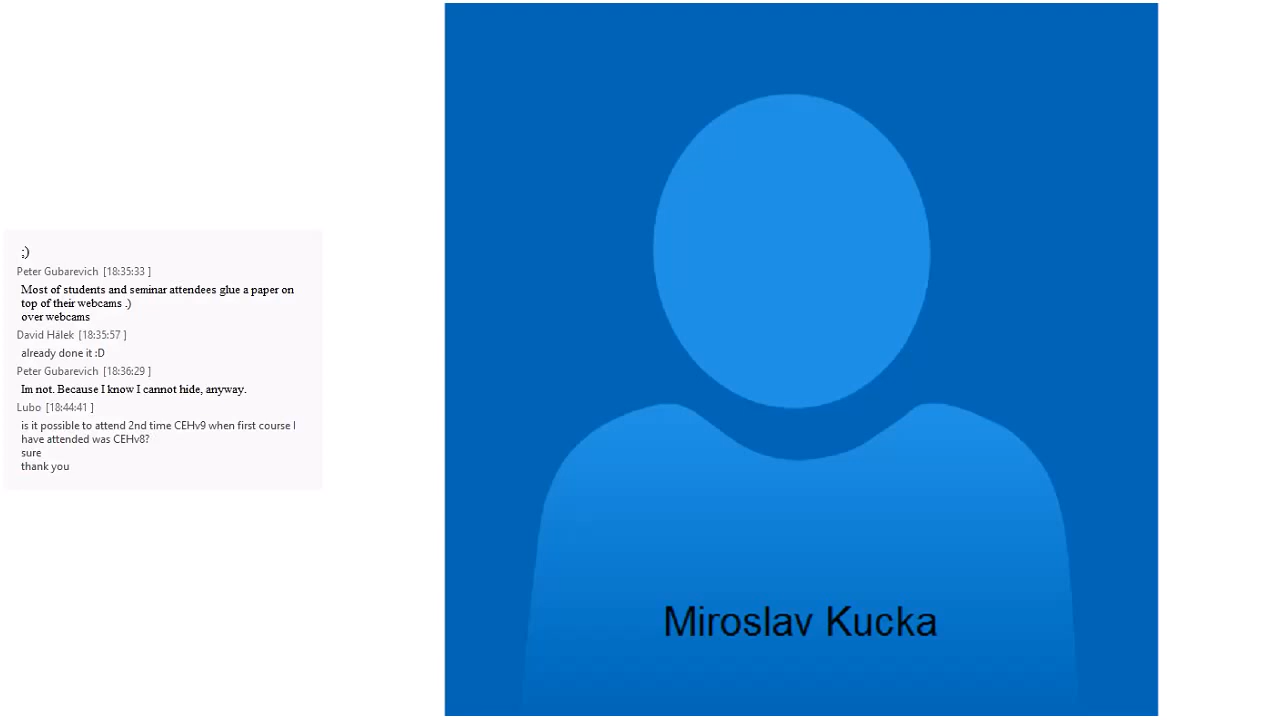 ;)
Peter Gubarevich [18:35:33 ]
Most of students and seminar attendees glue a paper on
top of their webcams .)
over webcams
David Hálek [18:35:57 ]
already done it :D
Peter Gubarevich [18:36:29 ]
Im not. Because I know I cannot hide, anyway.
Lubo [18:44:41 ]
is it possible to attend 2nd time CEHv9 when first course I
have attended was CEHv8?
sure
thank you
Miroslav Kucka